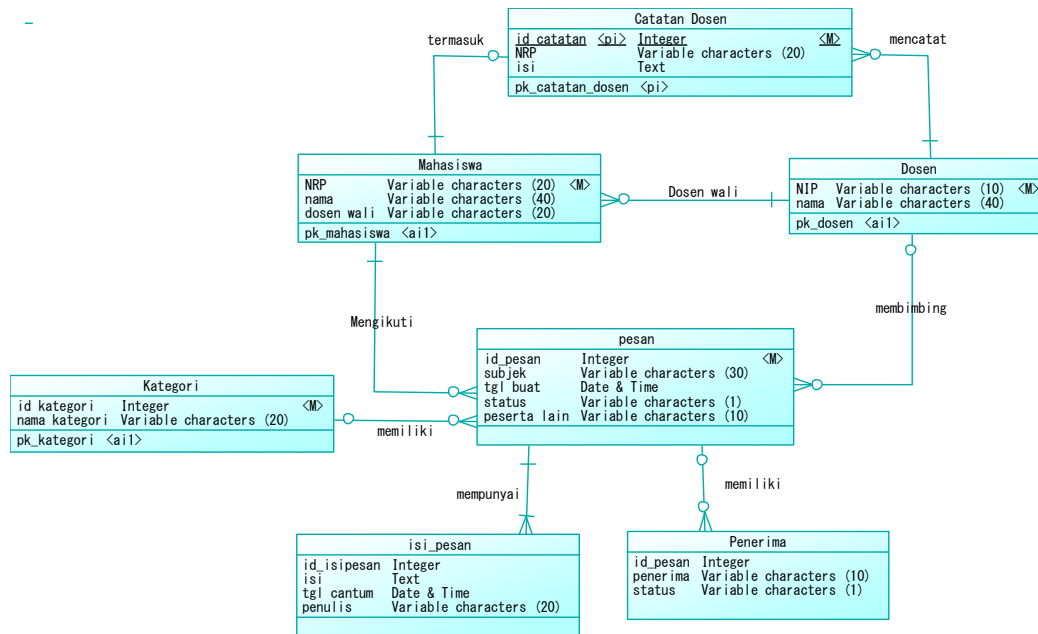 Catatan Dosen
id catatan <pi> Integer <M>
NRP Variable characters (20)
isi Text
pk_catatan_dosen <pi>
termasuk
mencatat
Mahasiswa
NRP Variable characters (20) <M>
nama Variable characters (40)
dosen wali Variable characters (20)
pk_mahasiswa <ai1>
Dosen wali
Dosen
NIP Variable characters (10) <M>
nama Variable characters (40)
pk_dosen <ai1>
Mengikuti
membimbing
pesan
id_pesan Integer <M>
subjek Variable characters (30)
tgl buat Date & Time
status Variable characters (1)
peserta lain Variable characters (10)
Kategori
id kategori Integer <M>
nama kategori Variable characters (20)
pk_kategori <ai1>
memiliki
mempunyai
memiliki
isi_pesan
id_isipesan Integer
isi Text
tgl cantum Date & Time
penulis Variable characters (20)
Penerima
id_pesan Integer
penerima Variable characters (10)
status Variable characters (1)